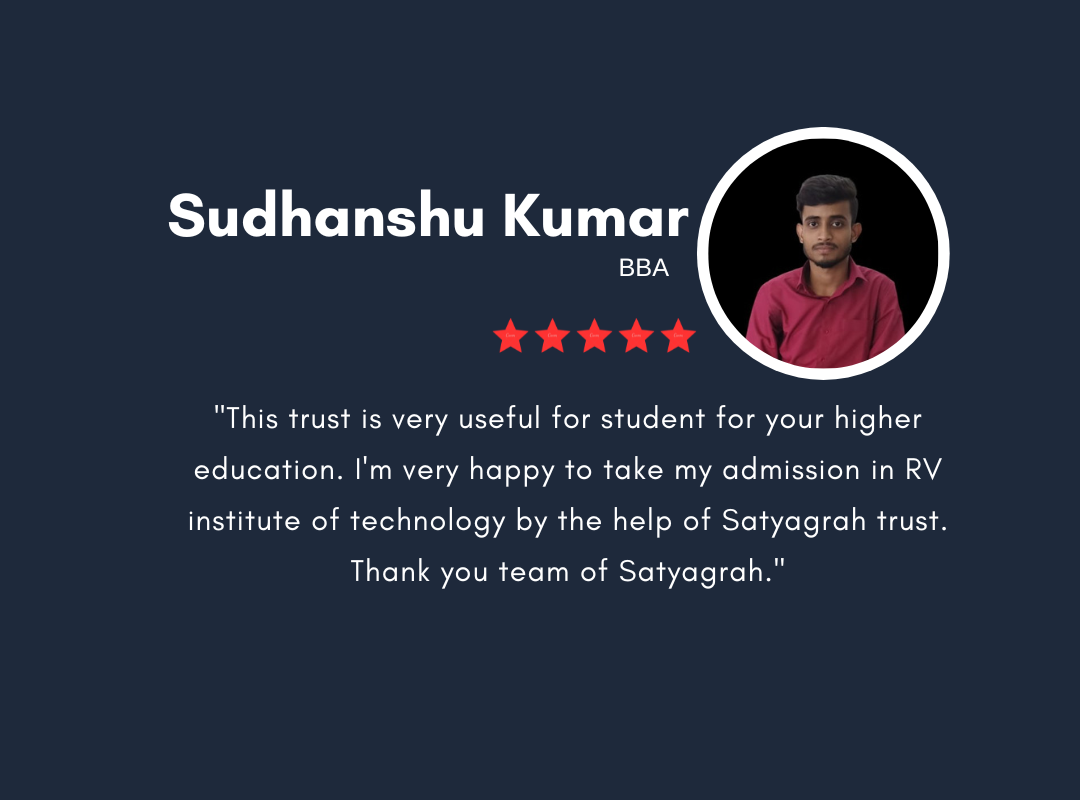 Sudhanshu Kumar
BBA
"This trust is very useful for student for your higher
education. I'm very happy to take my admission in RV
institute of technology by the help of Satyagrah trust.
Thank you team of Satyagrah."